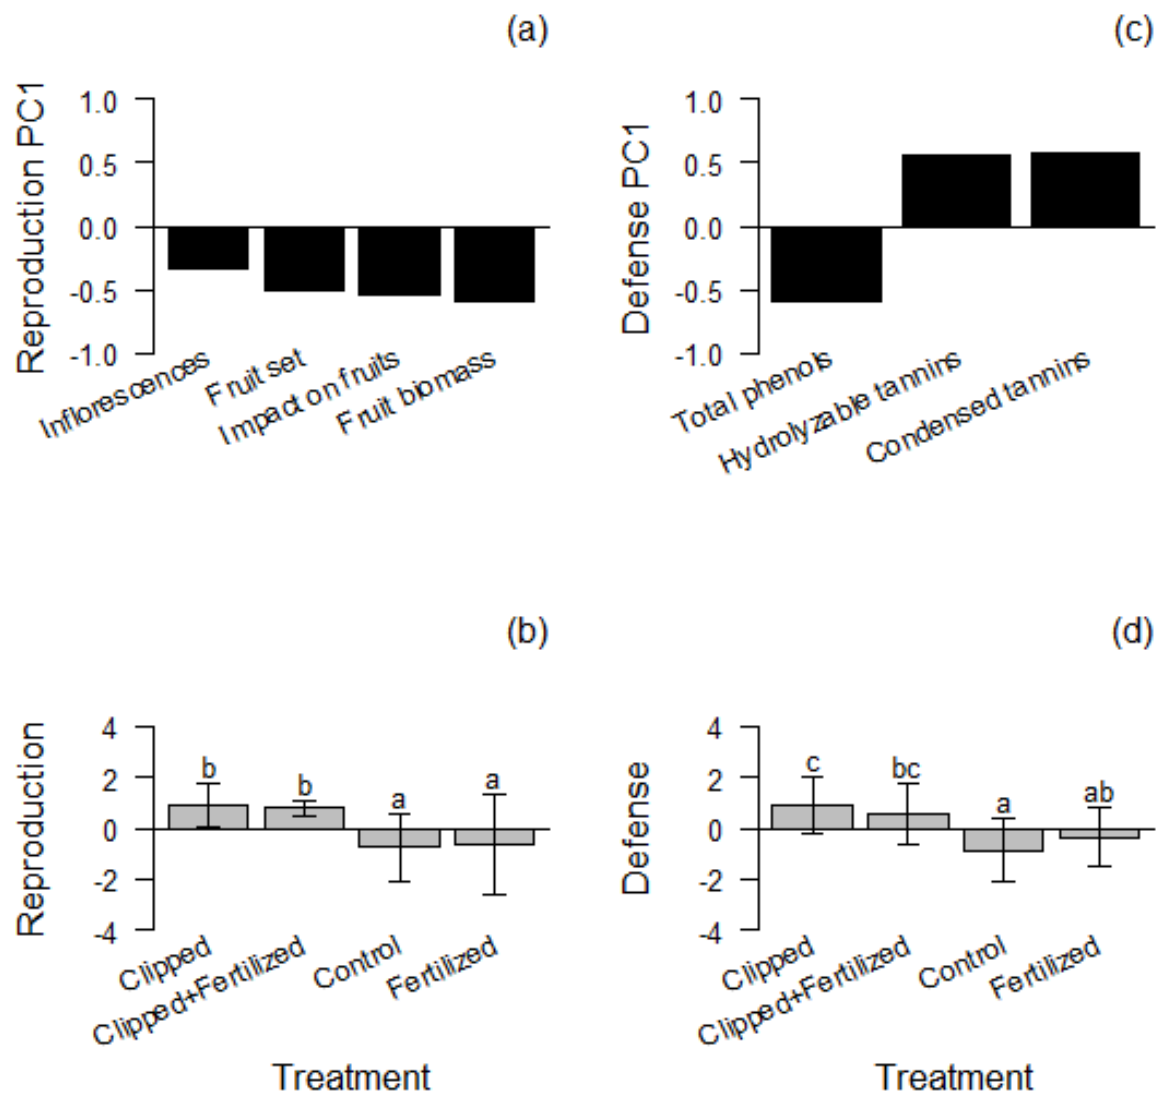 (a)
Reproduction PC1
1.0
0.5
0.0
-0.5
-1.0
Inflorescences
Fruit set
Impact on fruits
Fruit biomass
(c)
Defense PC1
1.0
0.5
0.0
-0.5
-1.0
Total phenols
Hydrolyzable tannins
Condensed tannins
(b)
Reproduction
4
2
0
-2
-4
b
b
a
a
Clipped
Clipped+Fertilized
Control
Fertilized
Treatment
(d)
Defense
4
2
0
-2
-4
c
bc
a
ab
Clipped
Clipped+Fertilized
Control
Fertilized
Treatment